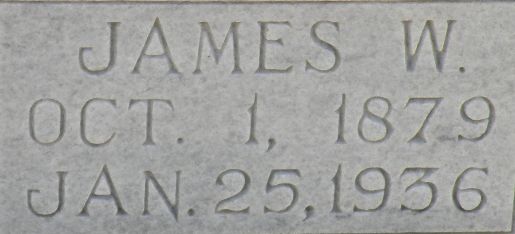 JAMES W.
OCT. 1, 1879
JAN. 25, 1936